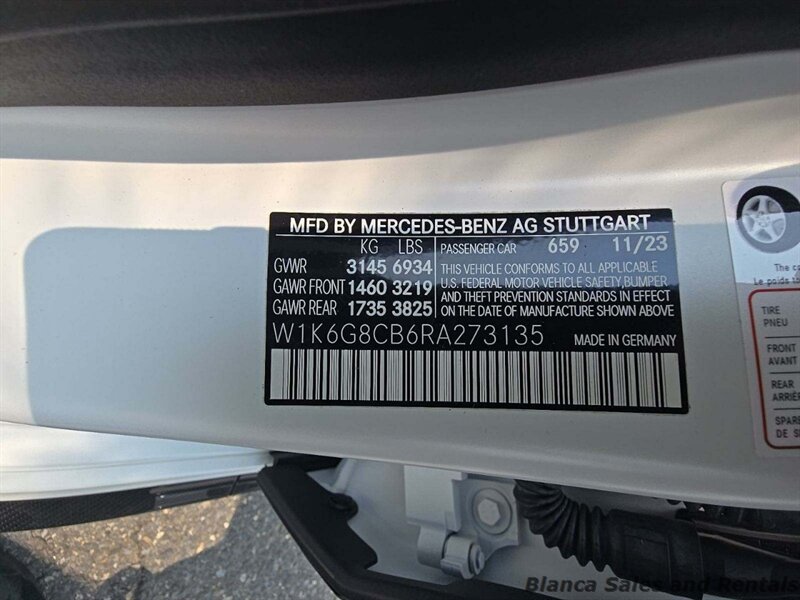 MFD BY MERCEDES-BENZ AG STUTTGART
KG LBS
GVWR 3145 6934
GAWR FRONT 1460 3219
GAWR REAR 1735 3825
PASSENGER CAR 659 11/23
THIS VEHICLE CONFORMS TO ALL APPLICABLE
U.S. FEDERAL MOTOR VEHICLE SAFETY, BUMPER
AND THEFT PREVENTION STANDARDS IN EFFECT
ON THE DATE OF MANUFACTURE SHOWN ABOVE
W1K6G8CB6RA273135 MADE IN GERMANY
Le poids
TIRE
PNEU
FRONT
AVANT
REAR
Blanca Sales and Rentals